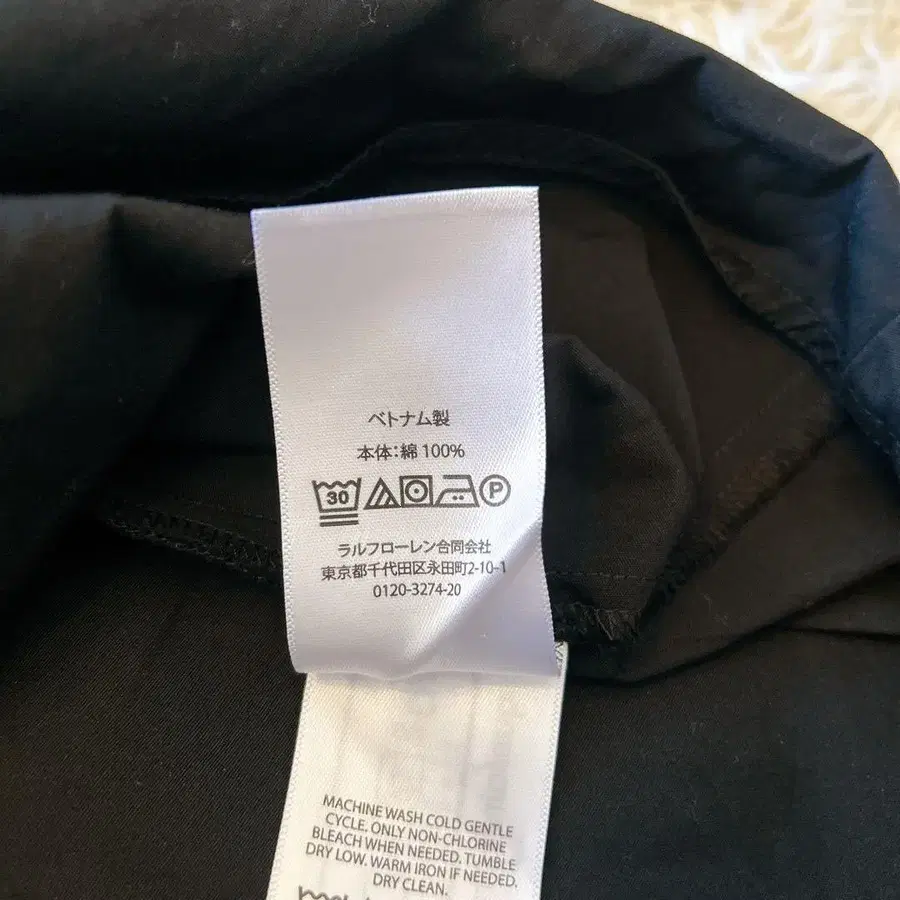 ベトナム製
本体：綿 100%
30 P
ラルフローレン合同会社
東京都千代田区永田町2-10-1
0120-3274-20
MACHINE WASH COLD GENTLE
CYCLE. ONLY NON-CHLORINE
BLEACH WHEN NEEDED. TUMBLE
DRY LOW. WARM IRON IF NEEDED.
DRY CLEAN.